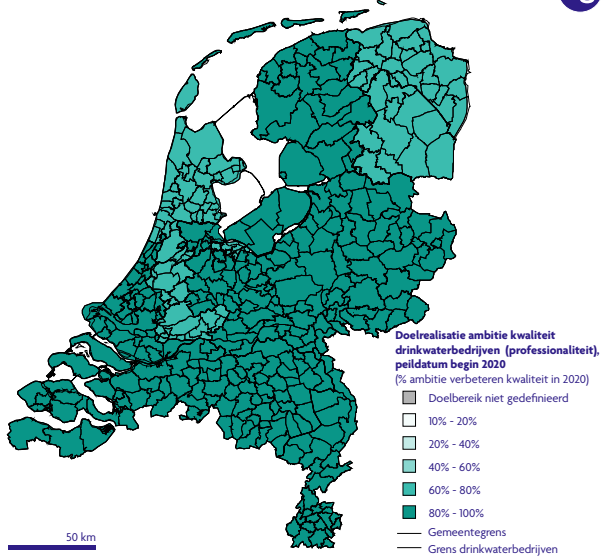 Doelrealisatie ambitie kwaliteit
drinkwaterbedrijven (professionaliteit),
peildatum begin 2020
(% ambitie verbeteren kwaliteit in 2020)
Doelbereik niet gedefinieerd
10% - 20%
20% - 40%
40% - 60%
60% - 80%
80% - 100%
Gemeentegrens
Grens drinkwaterbedrijven
50 km